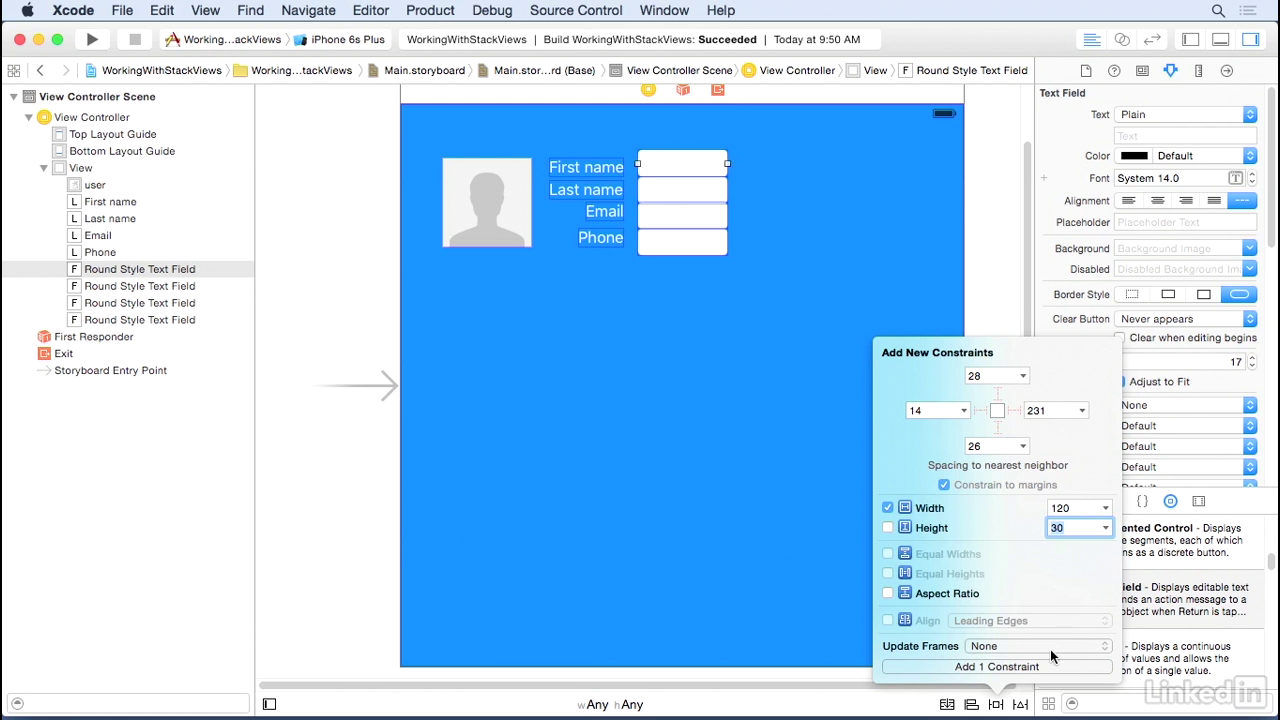 Xcode File Edit View Find Navigate Editor Product Debug Source Control Window Help
Working...ackViews iPhone 6s Plus WorkingWithStackViews Build WorkingWithStackViews: Succeeded Today at 9:50 AM
WorkingWithStackViews Working...tackViews Main.storyboard Main.stor...rd (Base) View Controller Scene View Controller View F Round Style Text Field
View Controller Scene
View Controller
Top Layout Guide
Bottom Layout Guide
View
user
L First name
L Last name
L Email
L Phone
F Round Style Text Field
F Round Style Text Field
F Round Style Text Field
F Round Style Text Field
First Responder
Exit
Storyboard Entry Point
First name
Last name
Email
Phone
Add New Constraints
28
14 231
26
Spacing to nearest neighbor
Constrain to margins
Width 120
Height 30
Equal Widths
Equal Heights
Aspect Ratio
Align Leading Edges
Update Frames None
Add 1 Constraint
Text Field
Text Plain
Text
Color Default
Font System 14.0
Alignment
Placeholder Placeholder Text
Background Background Image
Disabled Disabled Background Im
Border Style
Clear Button Never appears
Clear when editing begins
17
Adjust to Fit
None
Default
Default
Default
ented Control - Displays
e segments, each of which
ns as a discrete button.
ield - Displays editable text
nds an action message to a
object when Return is tap...
- Displays a continuous
of values and allows the
on of a single value.
wAny hAny
LinkedIn